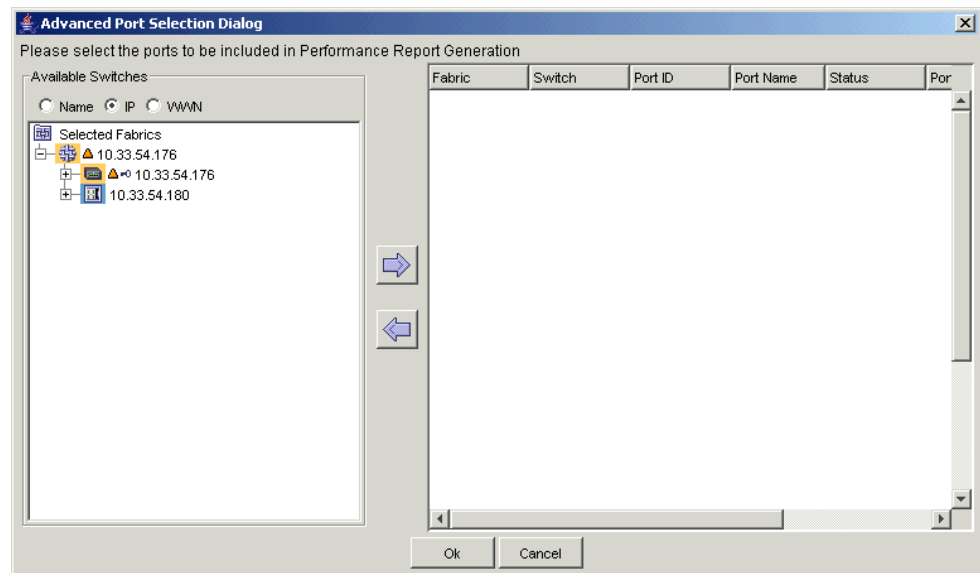 Advanced Port Selection Dialog
Please select the ports to be included in Performance Report Generation
Available Switches
Name IP WWN
Selected Fabrics
10.33.54.176
10.33.54.176
10.33.54.180
Fabric Switch Port ID Port Name Status Por
Ok Cancel